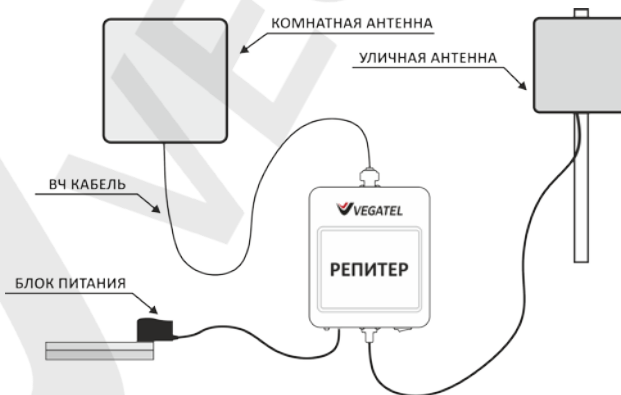 КОМНАТНАЯ АНТЕННА
УЛИЧНАЯ АНТЕННА
ВЧ КАБЕЛЬ
VEGATEL
РЕПИТЕР
БЛОК ПИТАНИЯ